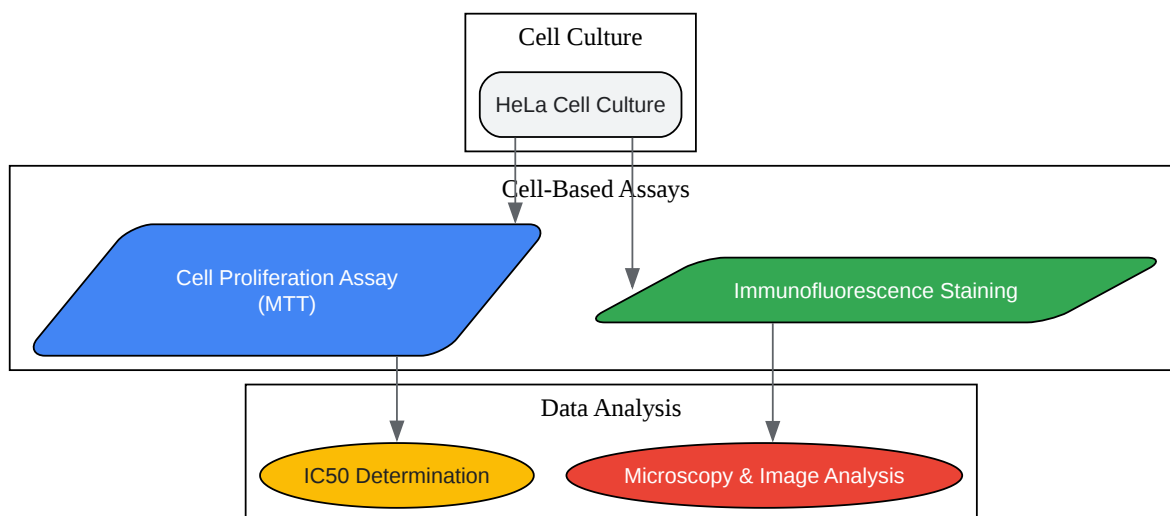 Cell Culture
HeLa Cell Culture
Cell-Based Assays
Cell Proliferation Assay
(MTT)
Immunofluorescence Staining
Data Analysis
IC50 Determination
Microscopy & Image Analysis